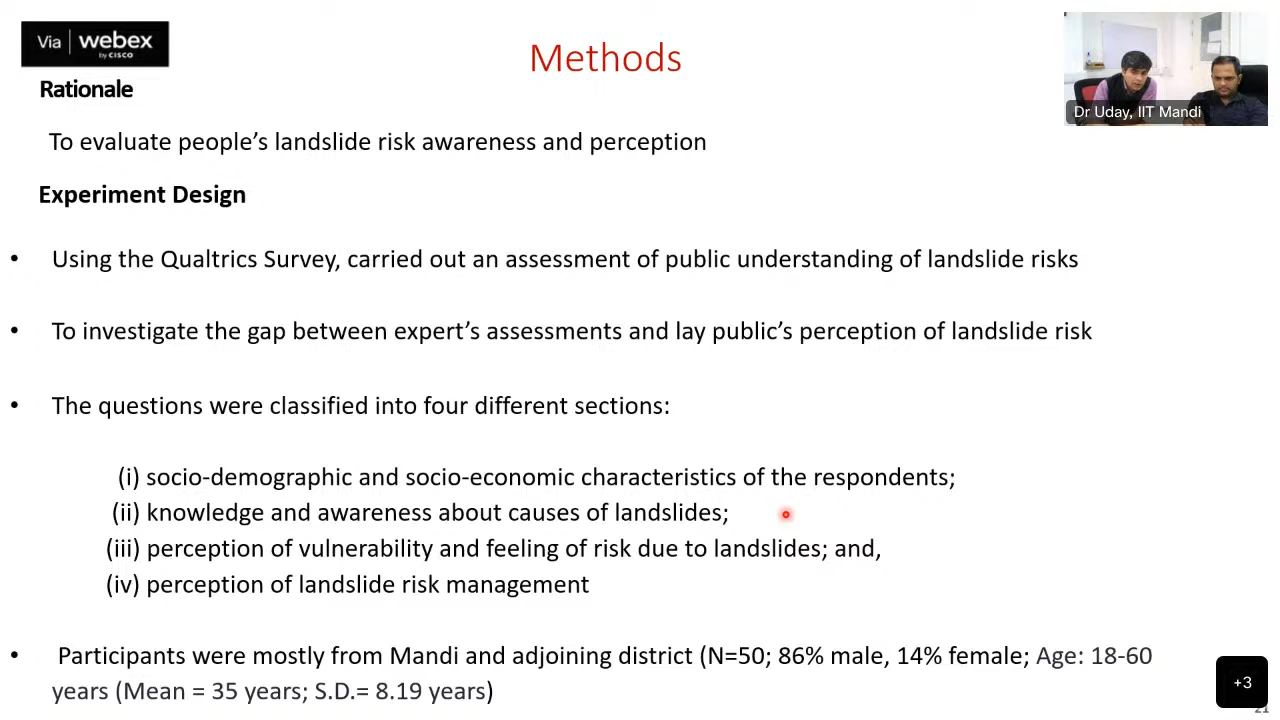 Via | webex
by CISCO
Methods
Dr Uday, IIT Mandi
Rationale
To evaluate people’s landslide risk awareness and perception
Experiment Design
• Using the Qualtrics Survey, carried out an assessment of public understanding of landslide risks
• To investigate the gap between expert’s assessments and lay public’s perception of landslide risk
• The questions were classified into four different sections:
(i) socio-demographic and socio-economic characteristics of the respondents;
(ii) knowledge and awareness about causes of landslides;
(iii) perception of vulnerability and feeling of risk due to landslides; and,
(iv) perception of landslide risk management
• Participants were mostly from Mandi and adjoining district (N=50; 86% male, 14% female; Age: 18-60
years (Mean = 35 years; S.D.= 8.19 years)
+3